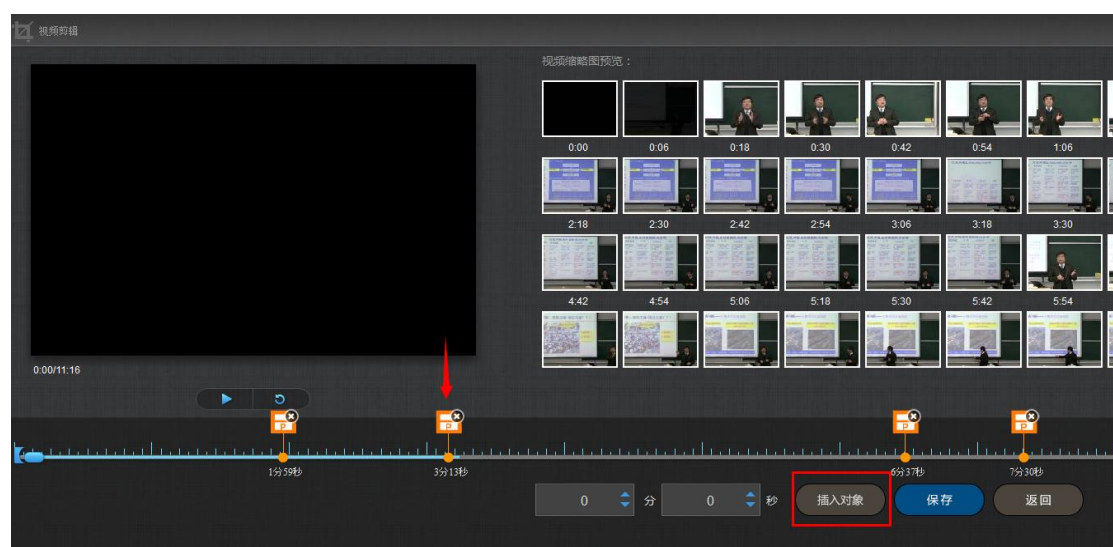 视频剪辑
视频缩略图预览：
0:00 0:06 0:18 0:30 0:42 0:54 1:06
2:18 2:30 2:42 2:54 3:06 3:18 3:30
4:42 4:54 5:06 5:18 5:30 5:42 5:54
0:00/11:16
P P P P
1分59秒 3分13秒 6分37秒 7分30秒
0 分 0 秒 插入对象 保存 返回